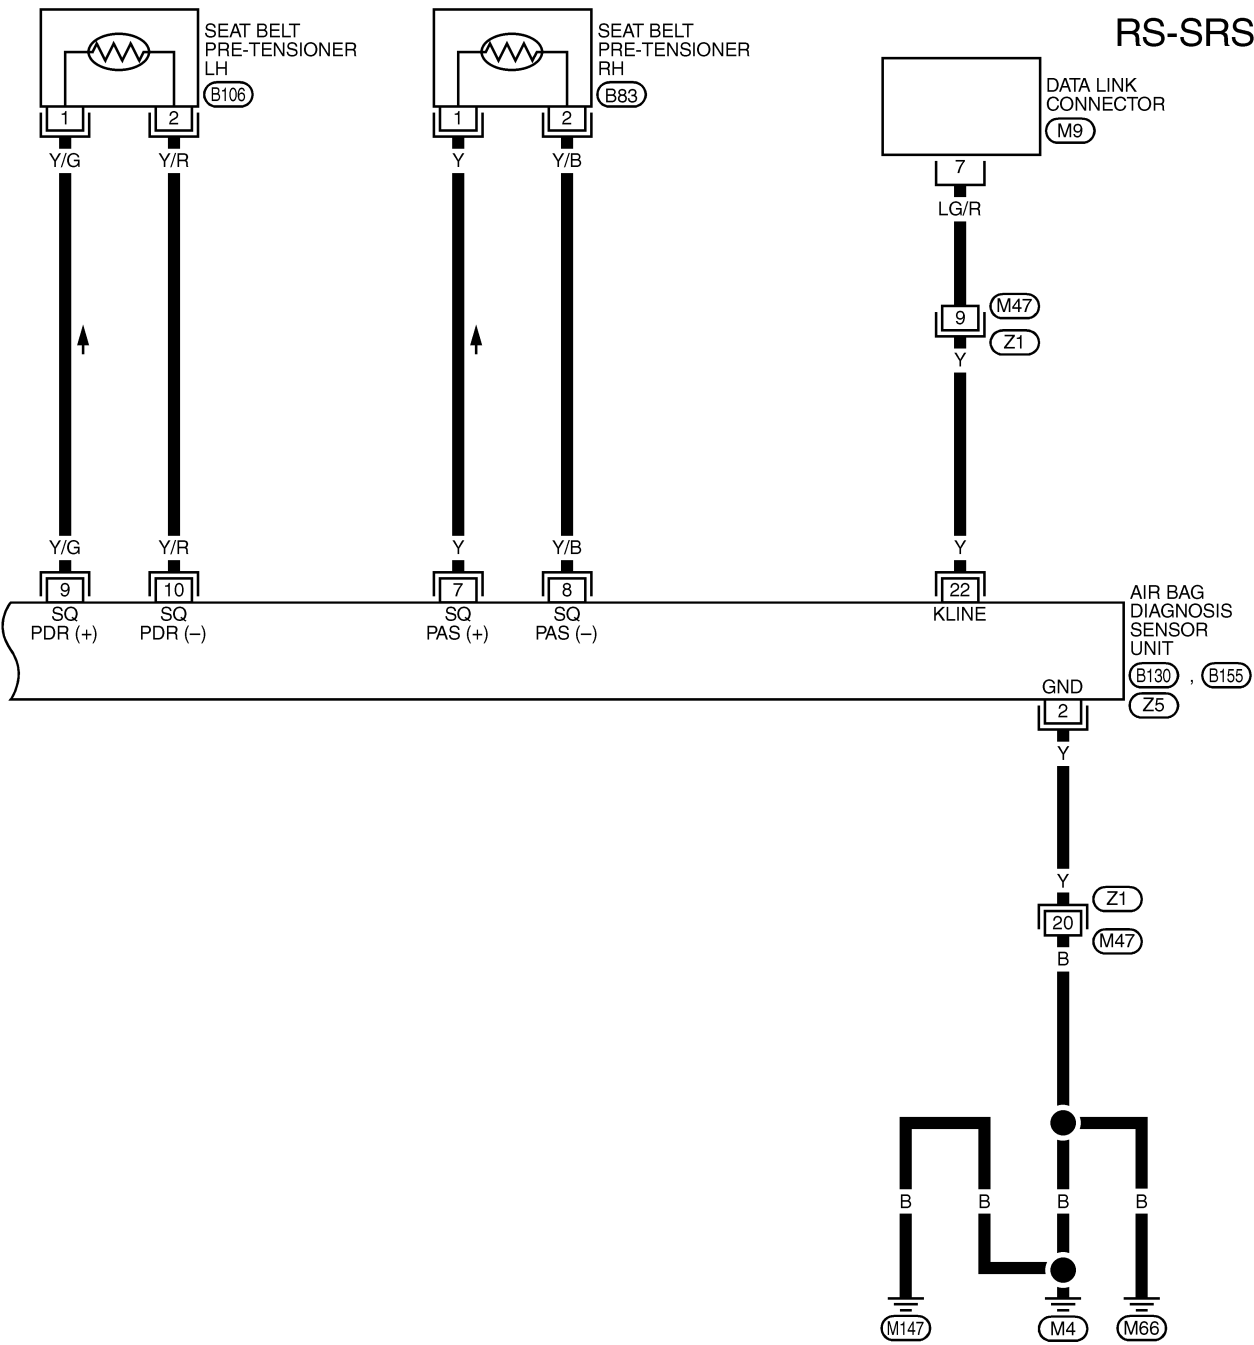 RS-SRS
SEAT BELT
PRE-TENSIONER
LH
B106
SEAT BELT
PRE-TENSIONER
RH
B83
DATA LINK
CONNECTOR
M9
1
2
1
2
7
Y/G
Y/R
Y
Y/B
LG/R
M47
9
Z1
Y
Y/G
Y/R
Y
Y/B
Y
9
10
7
8
22
SQ
PDR (+)
SQ
PDR (–)
SQ
PAS (+)
SQ
PAS (–)
KLINE
AIR BAG
DIAGNOSIS
SENSOR
UNIT
B130 , B155
Z5
GND
2
Y
Y
Z1
20
M47
B
B
B
B
B
M147
M4
M66